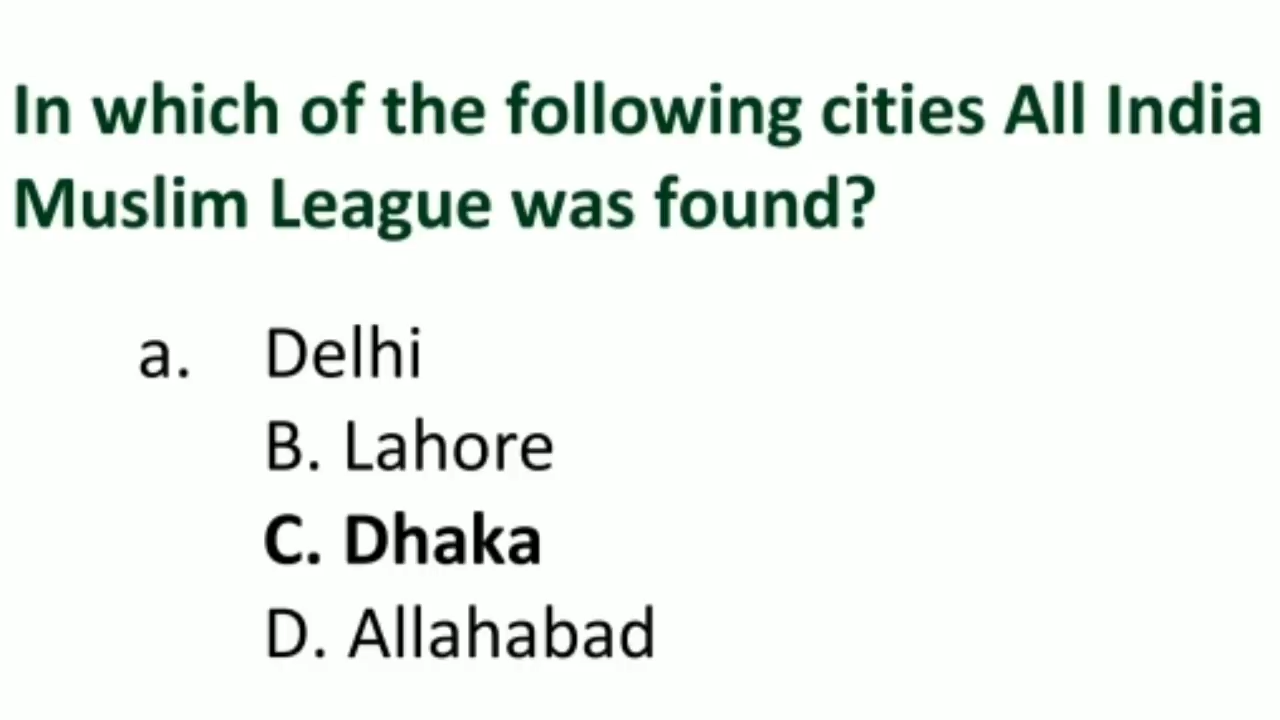 In which of the following cities All India
Muslim League was found?
a. Delhi
B. Lahore
C. Dhaka
D. Allahabad